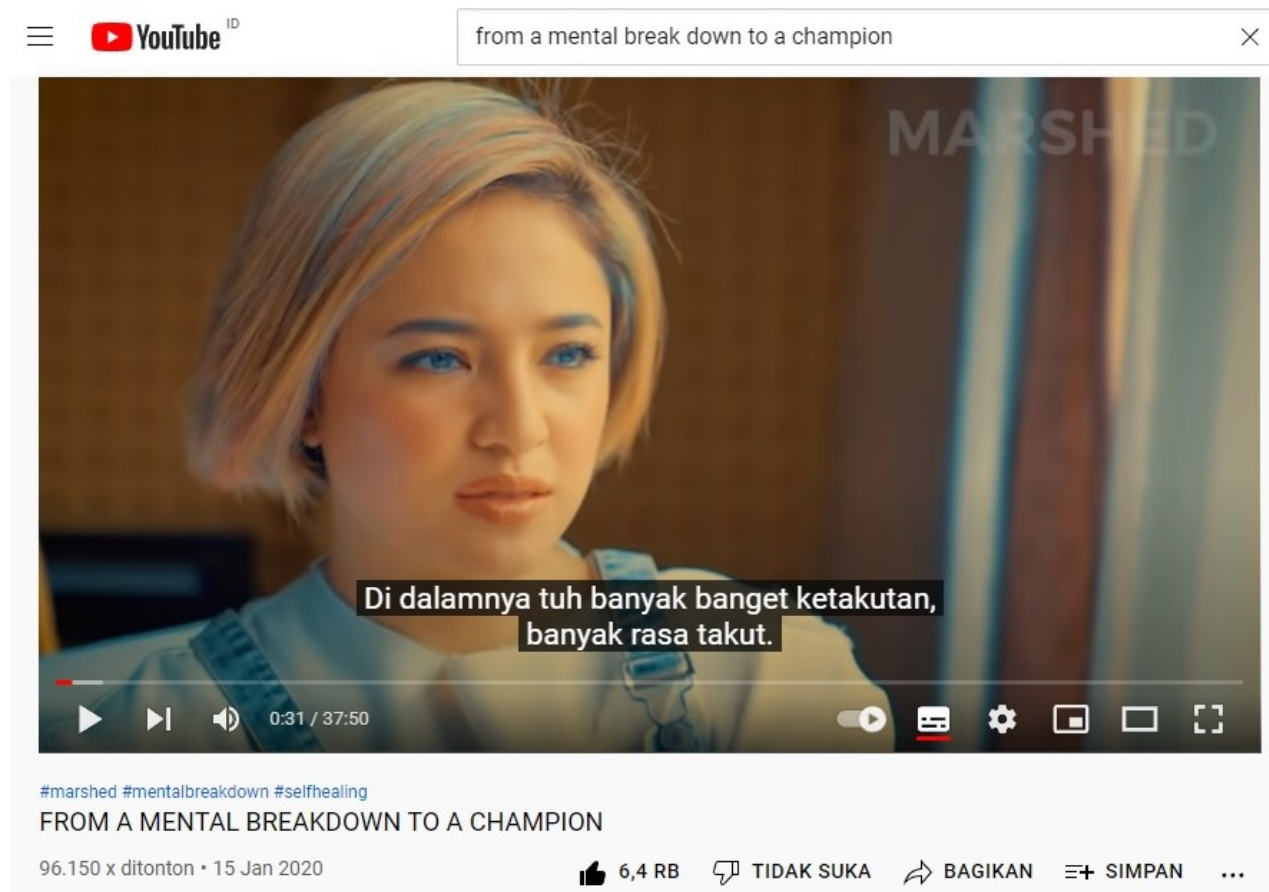 YouTube ID
from a mental break down to a champion
MARSHED
Di dalamnya tuh banyak banget ketakutan,
banyak rasa takut.
0:31 / 37:50
#marshed #mentalbreakdown #selfhealing
FROM A MENTAL BREAKDOWN TO A CHAMPION
96.150 x ditonton • 15 Jan 2020 6,4 RB TIDAK SUKA BAGIKAN SIMPAN ...